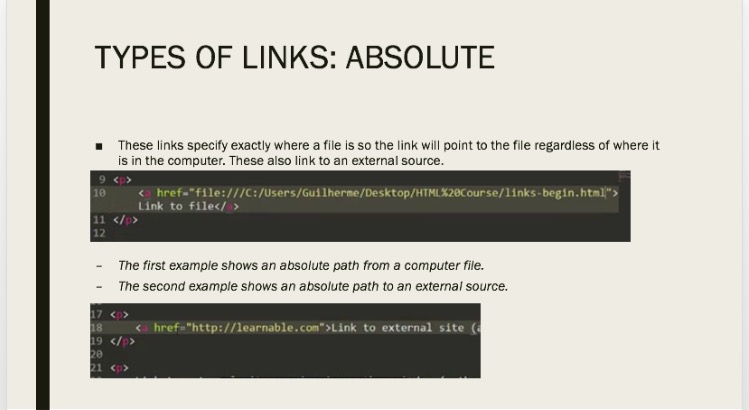 TYPES OF LINKS: ABSOLUTE
■ These links specify exactly where a file is so the link will point to the file regardless of where it
is in the computer. These also link to an external source.
9 <p>
10 <a href="file:///C:/Users/Guilherme/Desktop/HTML%20Course/links-begin.html">
Link to file</a>
11 </p>
12
– The first example shows an absolute path from a computer file.
– The second example shows an absolute path to an external source.
17 <p>
18 <a href="http://learnable.com">Link to external site (a
19 </p>
20
21 <p>